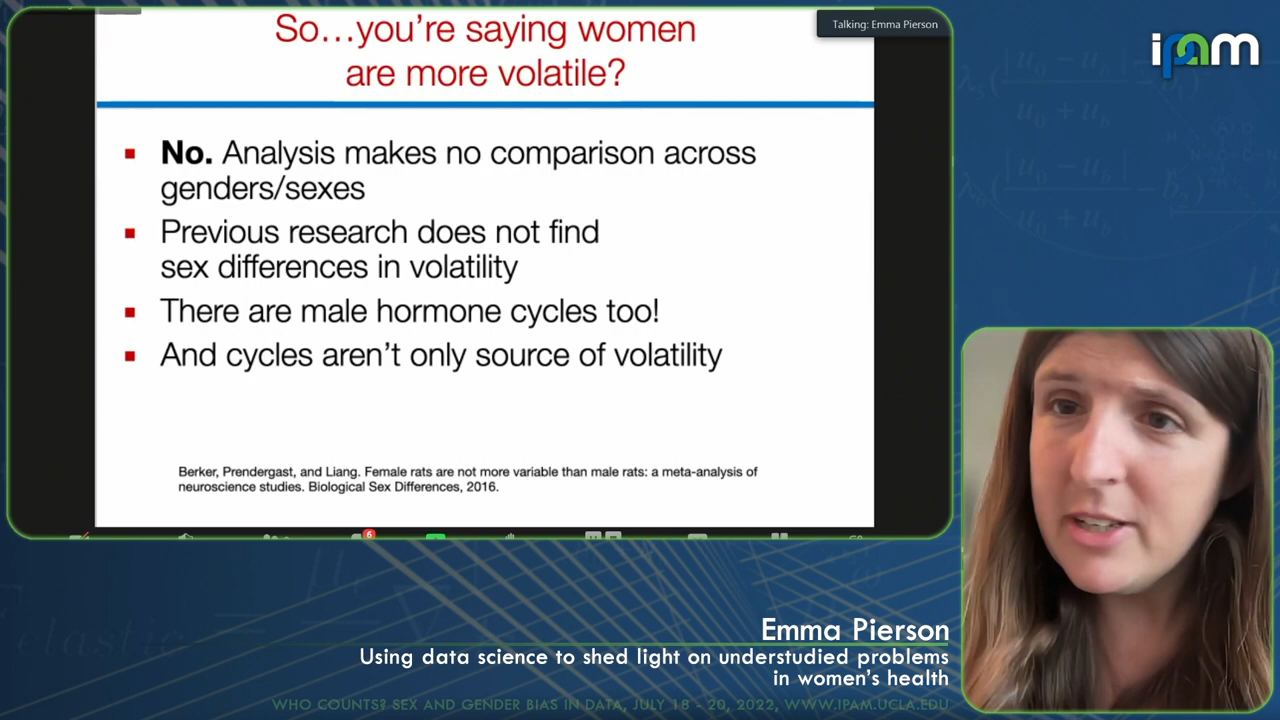 So…you're saying women
are more volatile?
Talking: Emma Pierson
ipam
No. Analysis makes no comparison across
genders/sexes
Previous research does not find
sex differences in volatility
There are male hormone cycles too!
And cycles aren't only source of volatility
Berker, Prendergast, and Liang. Female rats are not more variable than male rats: a meta-analysis of
neuroscience studies. Biological Sex Differences, 2016.
6
Emma Pierson
Using data science to shed light on understudied problems
in women's health
WHO COUNTS? SEX AND GENDER BIAS IN DATA, JULY 18 - 20, 2022, WWW.IPAM.UCLA.EDU
elastic